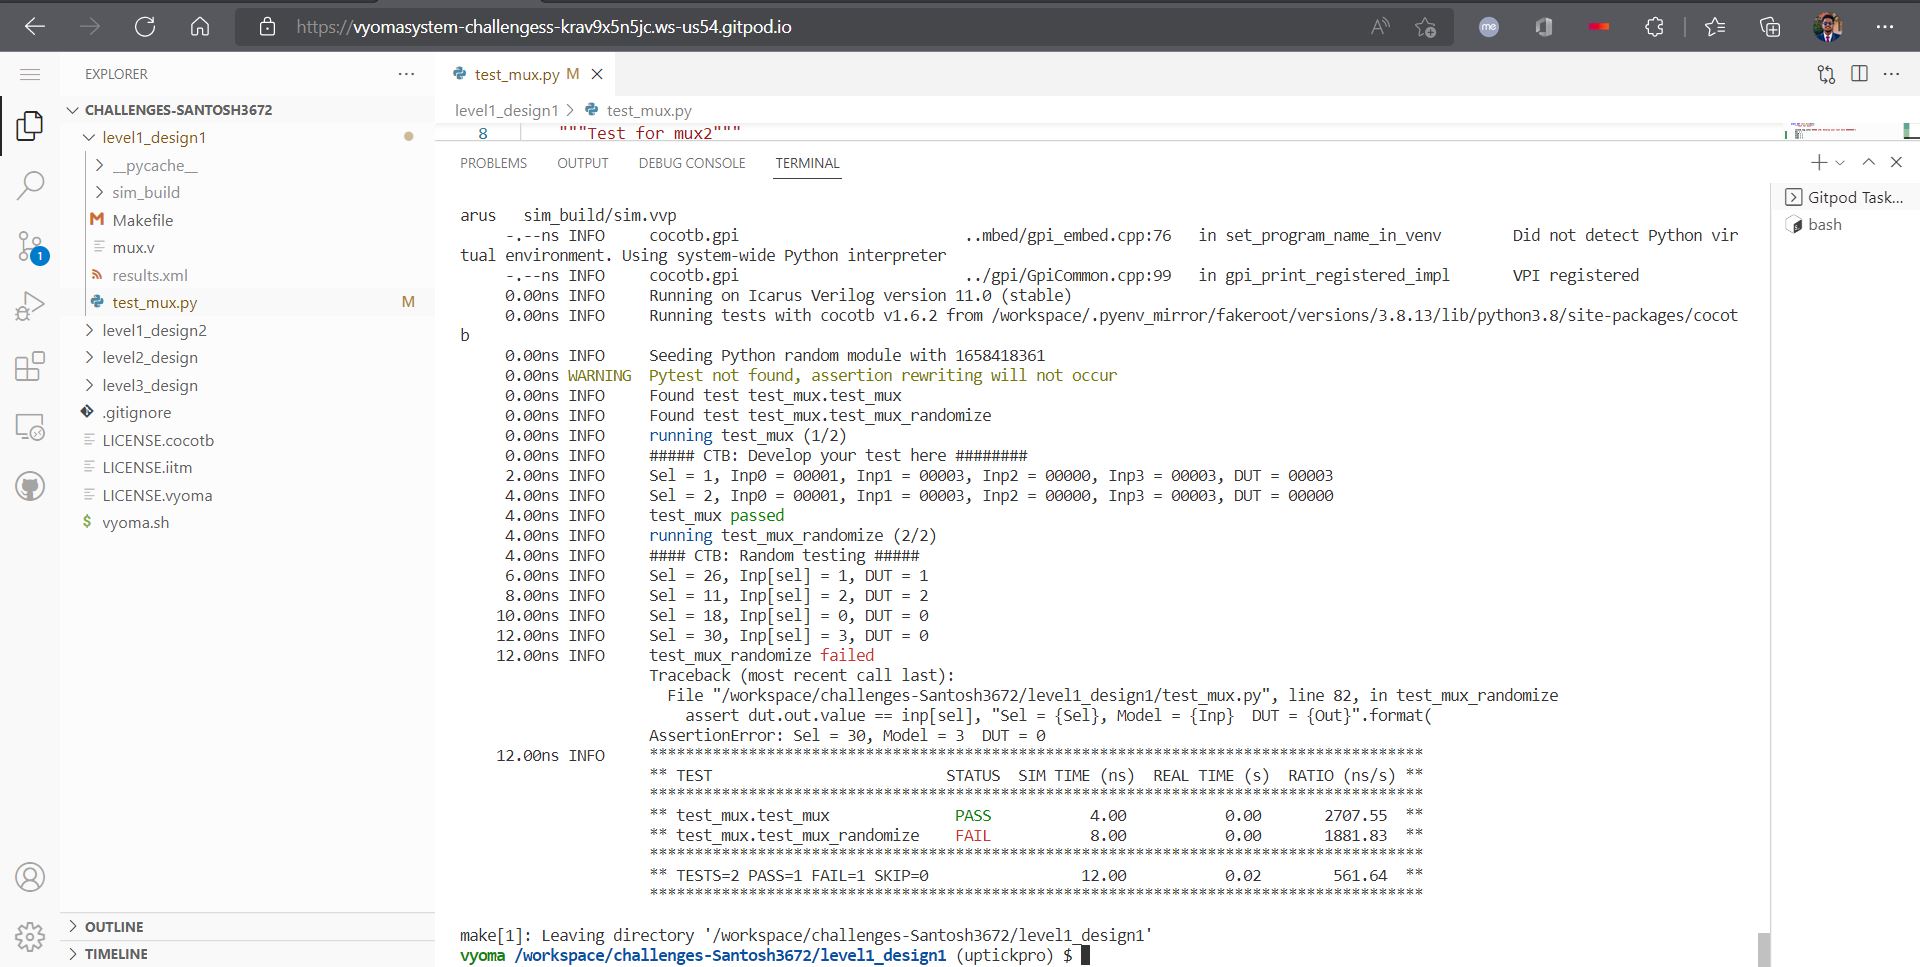 https://vyomasystem-challengess-krav9x5n5jc.ws-us54.gitpod.io
me
EXPLORER
CHALLENGES-SANTOSH3672
level1_design1
__pycache__
sim_build
Makefile
mux.v
results.xml
test_mux.py M
level1_design2
level2_design
level3_design
.gitignore
LICENSE.cocotb
LICENSE.iitm
LICENSE.vyoma
$ vyoma.sh
OUTLINE
TIMELINE
1
test_mux.py M
level1_design1 > test_mux.py
8 """Test for mux2"""
PROBLEMS OUTPUT DEBUG CONSOLE TERMINAL
Gitpod Task...
bash
arus sim_build/sim.vvp
-.--ns INFO cocotb.gpi ..mbed/gpi_embed.cpp:76 in set_program_name_in_venv Did not detect Python vir
tual environment. Using system-wide Python interpreter
-.--ns INFO cocotb.gpi ../gpi/GpiCommon.cpp:99 in gpi_print_registered_impl VPI registered
0.00ns INFO Running on Icarus Verilog version 11.0 (stable)
0.00ns INFO Running tests with cocotb v1.6.2 from /workspace/.pyenv_mirror/fakeroot/versions/3.8.13/lib/python3.8/site-packages/cocot
b
0.00ns INFO Seeding Python random module with 1658418361
0.00ns WARNING Pytest not found, assertion rewriting will not occur
0.00ns INFO Found test test_mux.test_mux
0.00ns INFO Found test test_mux.test_mux_randomize
0.00ns INFO running test_mux (1/2)
0.00ns INFO ##### CTB: Develop your test here ########
2.00ns INFO Sel = 1, Inp0 = 00001, Inp1 = 00003, Inp2 = 00000, Inp3 = 00003, DUT = 00003
4.00ns INFO Sel = 2, Inp0 = 00001, Inp1 = 00003, Inp2 = 00000, Inp3 = 00003, DUT = 00000
4.00ns INFO test_mux passed
4.00ns INFO running test_mux_randomize (2/2)
4.00ns INFO #### CTB: Random testing #####
6.00ns INFO Sel = 26, Inp[sel] = 1, DUT = 1
8.00ns INFO Sel = 11, Inp[sel] = 2, DUT = 2
10.00ns INFO Sel = 18, Inp[sel] = 0, DUT = 0
12.00ns INFO Sel = 30, Inp[sel] = 3, DUT = 0
12.00ns INFO test_mux_randomize failed
Traceback (most recent call last):
File "/workspace/challenges-Santosh3672/level1_design1/test_mux.py", line 82, in test_mux_randomize
assert dut.out.value == inp[sel], "Sel = {Sel}, Model = {Inp} DUT = {Out}".format(
AssertionError: Sel = 30, Model = 3 DUT = 0
12.00ns INFO **************************************************************************************
** TEST STATUS SIM TIME (ns) REAL TIME (s) RATIO (ns/s) **
**************************************************************************************
** test_mux.test_mux PASS 4.00 0.00 2707.55 **
** test_mux.test_mux_randomize FAIL 8.00 0.00 1881.83 **
**************************************************************************************
** TESTS=2 PASS=1 FAIL=1 SKIP=0 12.00 0.02 561.64 **
**************************************************************************************
make[1]: Leaving directory '/workspace/challenges-Santosh3672/level1_design1'
vyoma /workspace/challenges-Santosh3672/level1_design1 (uptickpro) $